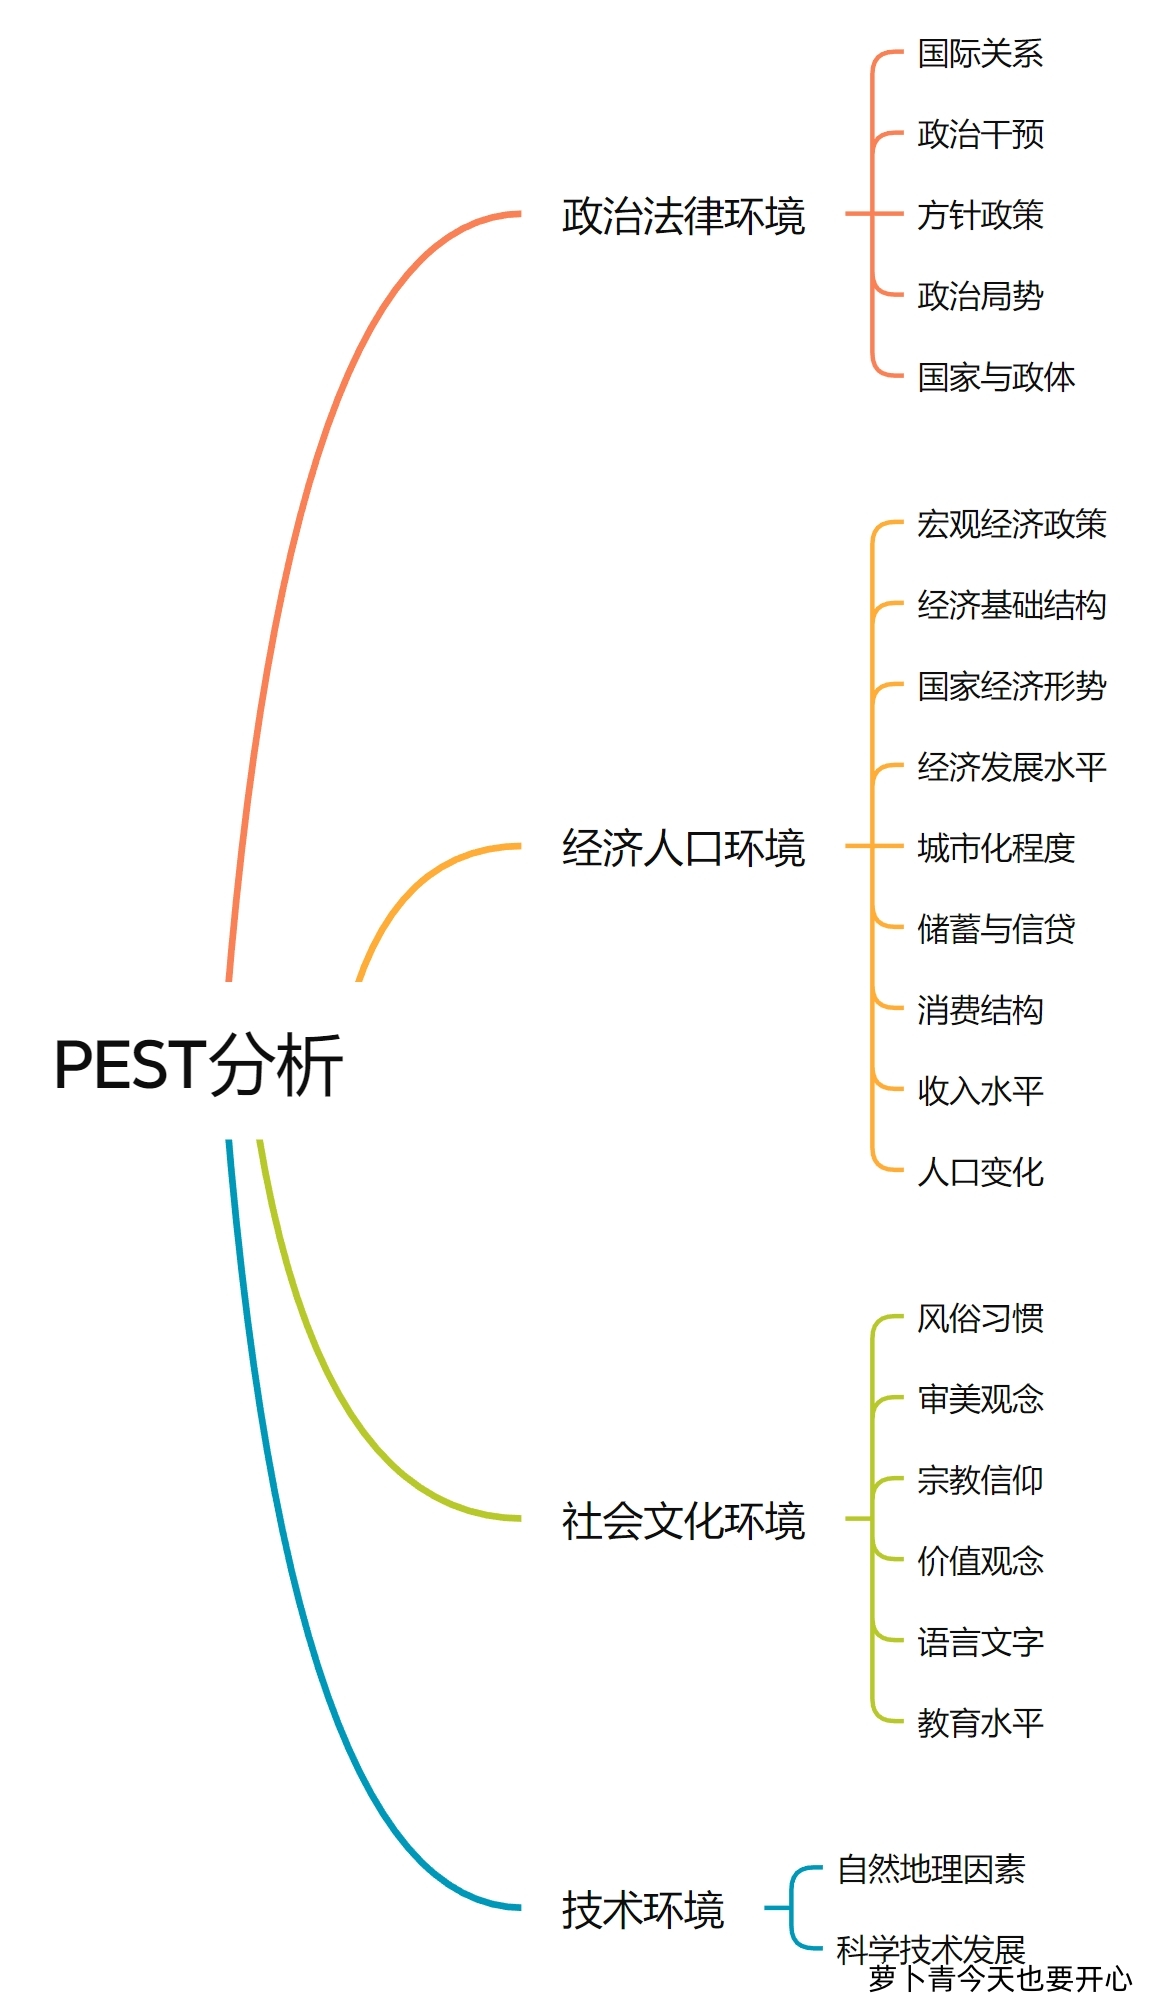 PEST分析
政治法律环境
国际关系
政治干预
方针政策
政治局势
国家与政体
经济人口环境
宏观经济政策
经济基础结构
国家经济形势
经济发展水平
城市化程度
储蓄与信贷
消费结构
收入水平
人口变化
社会文化环境
风俗习惯
审美观念
宗教信仰
价值观念
语言文字
教育水平
技术环境
自然地理因素
科学技术发展
萝卜青今天也要开心